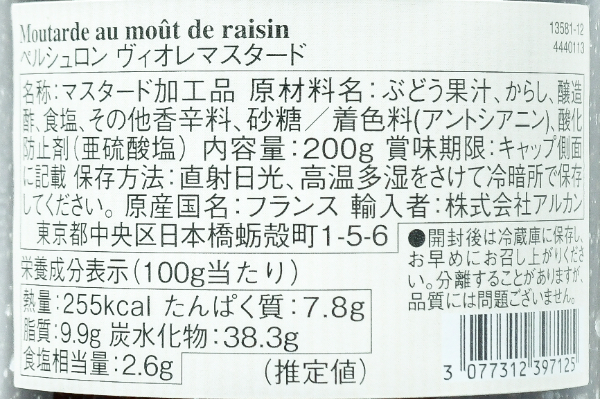 Moutarde au moût de raisin
13581-12
4440113
ペルシュロン ヴィオレマスタード
名称:マスタード加工品 原材料名:ぶどう果汁、からし、醸造
酢、食塩、その他香辛料、砂糖/着色料(アントシアニン)、酸化
防止剤(亜硫酸塩) 内容量:200g 賞味期限:キャップ側面
に記載 保存方法:直射日光、高温多湿をさけて冷暗所で保存
してください。原産国名:フランス 輸入者:株式会社アルカン
東京都中央区日本橋蛎殻町1-5-6
●開封後は冷蔵庫に保存し、
お早めにお召し上がりくださ
い。分離することがありますが、
品質には問題ございません。
栄養成分表示(100g当たり)
熱量:255kcal たんぱく質:7.8g
脂質:9.9g 炭水化物:38.3g
食塩相当量:2.6g (推定値)
3 077312 397125